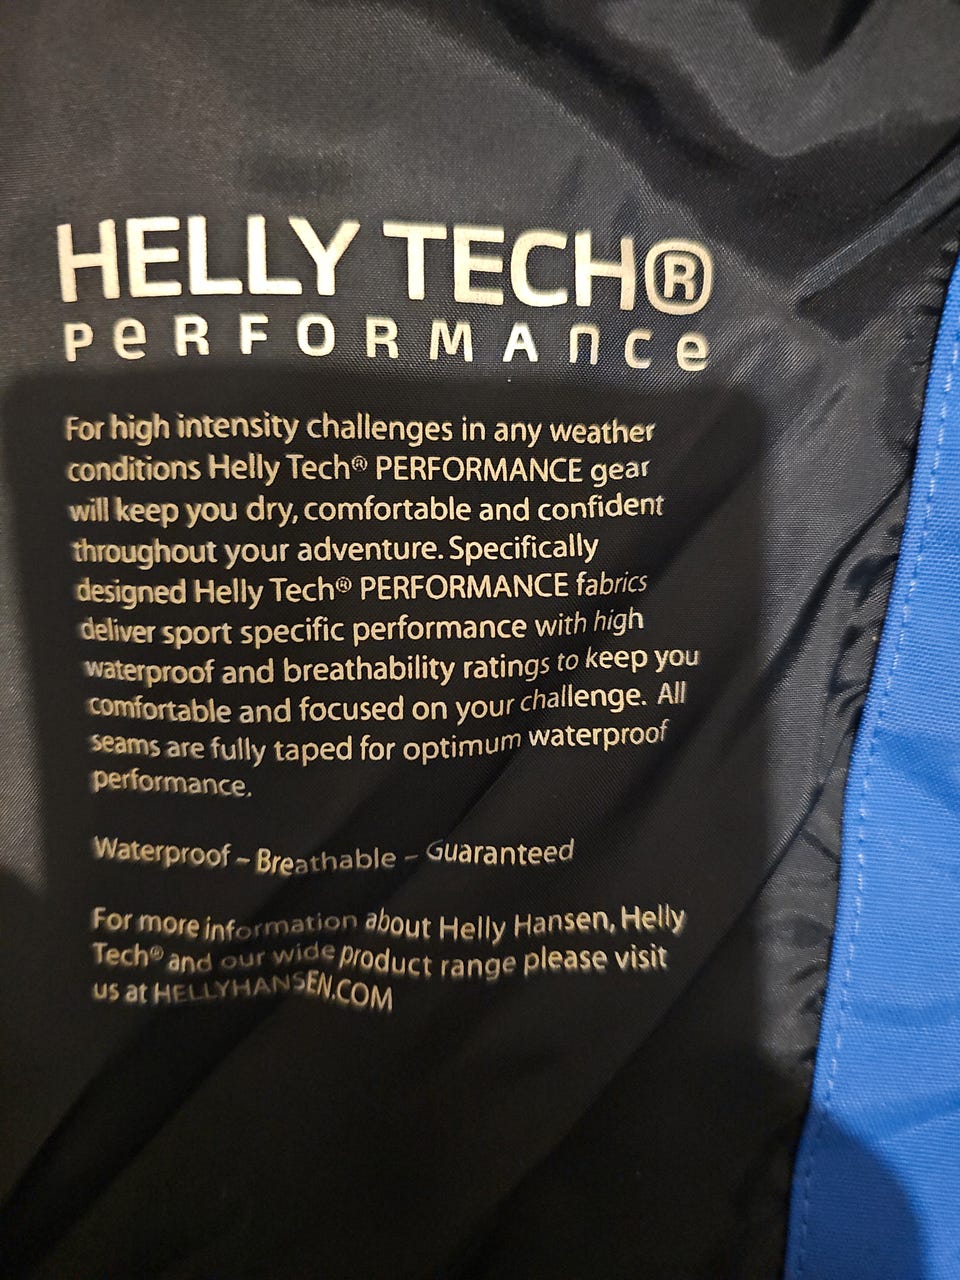 HELLY TECH®
PeRFORMAnce
For high intensity challenges in any weather
conditions Helly Tech® PERFORMANCE gear
will keep you dry, comfortable and confident
throughout your adventure. Specifically
designed Helly Tech® PERFORMANCE fabrics
deliver sport specific performance with high
waterproof and breathability ratings to keep you
comfortable and focused on your challenge. All
seams are fully taped for optimum waterproof
performance.
Waterproof – Breathable – Guaranteed
For more information about Helly Hansen, Helly
Tech® and our wide product range please visit
us at HELLYHANSEN.COM